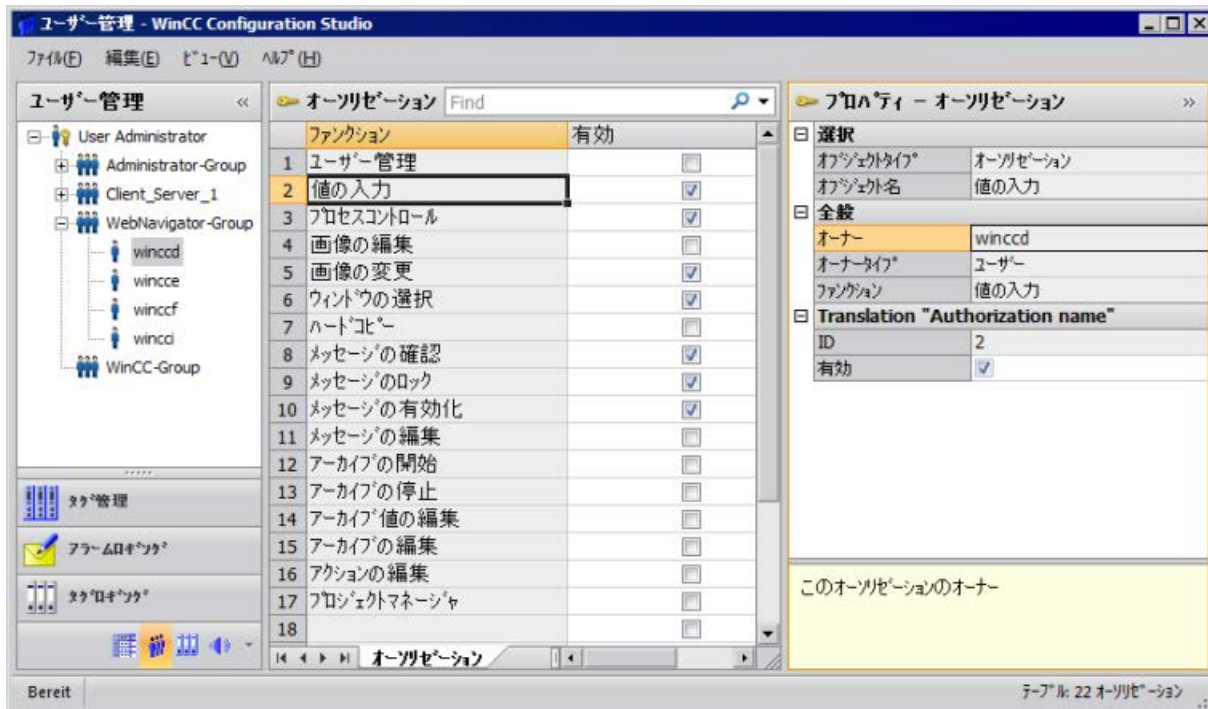 ユーザー管理 - WinCC Configuration Studio
ﾌｧｲﾙ(F) 編集(E) ﾋﾞｭｰ(V) ﾍﾙﾌﾟ(H)
ユーザー管理 «
User Administrator
Administrator-Group
Client_Server_1
WebNavigator-Group
winccd
wincce
winccf
wincci
WinCC-Group
ﾀｸﾞ管理
ｱﾗｰﾑﾛｷﾞﾝｸﾞ
ﾀｸﾞﾛｷﾞﾝｸﾞ
ｵｰｿﾘｾﾞｰｼｮﾝ Find
ﾌｧﾝｸｼｮﾝ 有効
1 ユーザー管理
2 値の入力
3 ﾌﾟﾛｾｽｺﾝﾄﾛｰﾙ
4 画像の編集
5 画像の変更
6 ｳｨﾝﾄﾞｳの選択
7 ﾊｰﾄﾞｺﾋﾟｰ
8 ﾒｯｾｰｼﾞの確認
9 ﾒｯｾｰｼﾞのﾛｯｸ
10 ﾒｯｾｰｼﾞの有効化
11 ﾒｯｾｰｼﾞの編集
12 ｱｰｶｲﾌﾞの開始
13 ｱｰｶｲﾌﾞの停止
14 ｱｰｶｲﾌﾞ値の編集
15 ｱｰｶｲﾌﾞの編集
16 ｱｸｼｮﾝの編集
17 ﾌﾟﾛｼﾞｪｸﾄﾏﾈｰｼﾞｬ
18
ｵｰｿﾘｾﾞｰｼｮﾝ
ﾌﾟﾛﾊﾟﾃｨ - ｵｰｿﾘｾﾞｰｼｮﾝ »
選択
ｵﾌﾞｼﾞｪｸﾄﾀｲﾌﾟ ｵｰｿﾘｾﾞｰｼｮﾝ
ｵﾌﾞｼﾞｪｸﾄ名 値の入力
全般
ｵｰﾅｰ winccd
ｵｰﾅｰﾀｲﾌﾟ ﾕｰｻﾞｰ
ﾌｧﾝｸｼｮﾝ 値の入力
Translation "Authorization name"
ID 2
有効
このｵｰｿﾘｾﾞｰｼｮﾝのｵｰﾅｰ
Bereit ﾃｰﾌﾞﾙ: 22 ｵｰｿﾘｾﾞｰｼｮﾝ